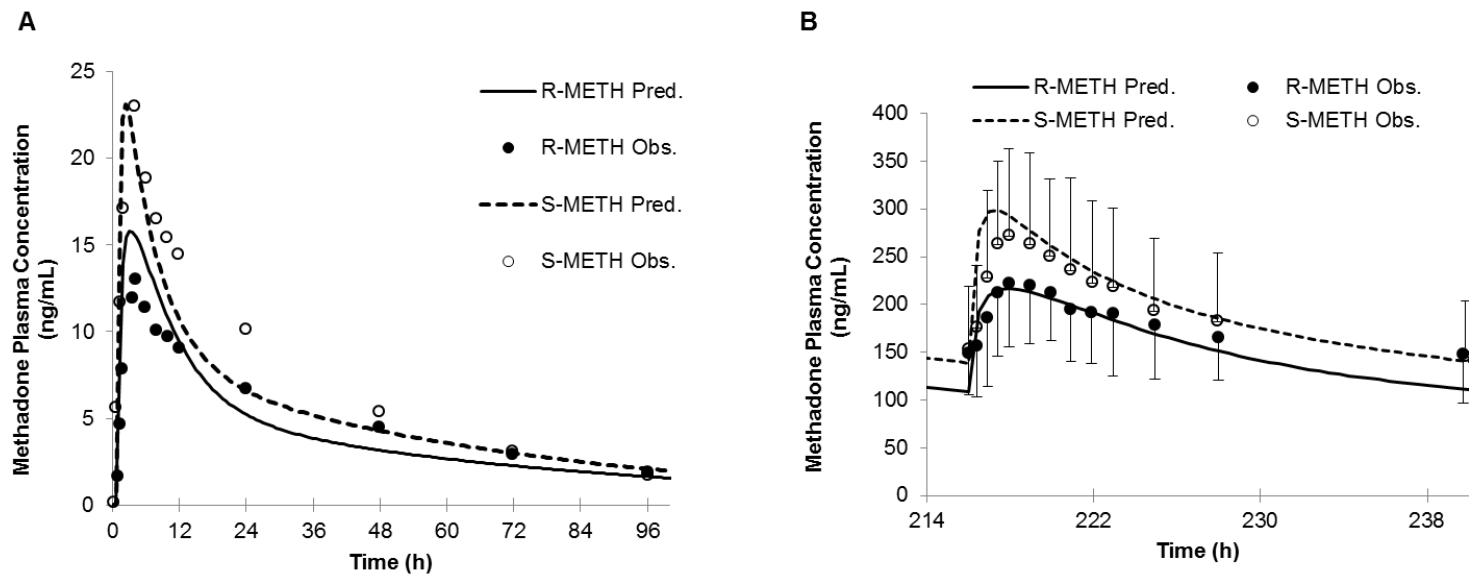 A
Methadone Plasma Concentration
(ng/mL)
25
20
15
10
5
0
0 12 24 36 48 60 72 84 96
Time (h)
R-METH Pred.
R-METH Obs.
S-METH Pred.
S-METH Obs.
B
R-METH Pred. R-METH Obs.
S-METH Pred. S-METH Obs.
Methadone Plasma Concentration
(ng/mL)
400
350
300
250
200
150
100
50
0
214 222 230 238
Time (h)